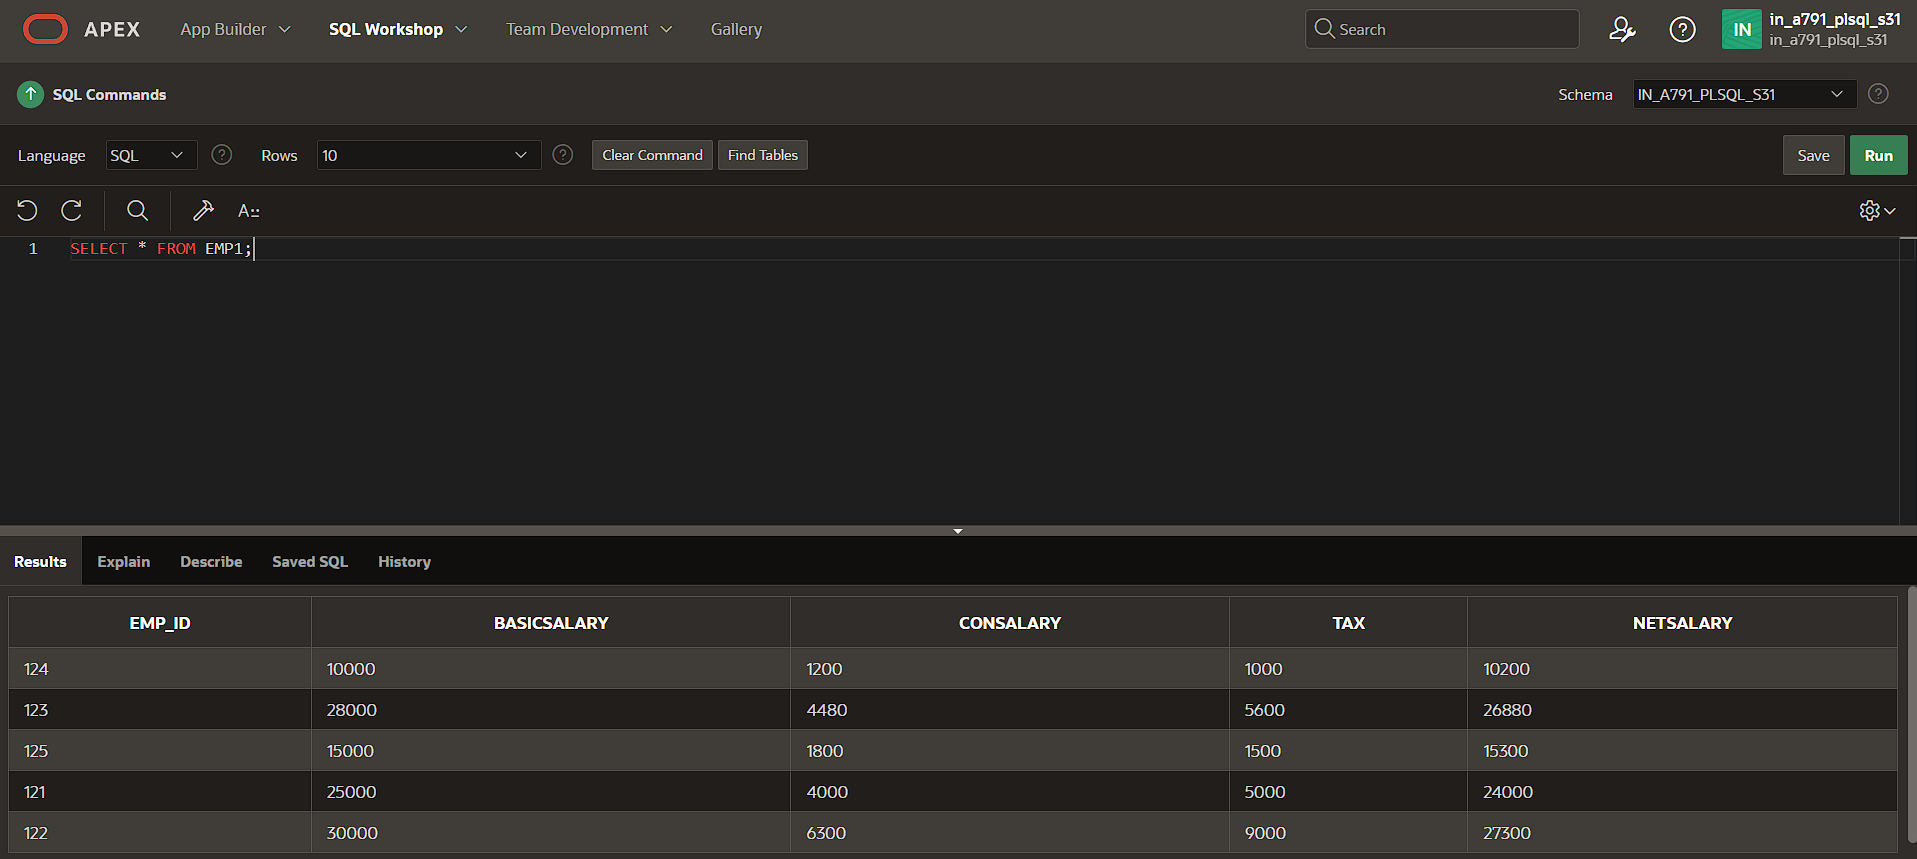 APEX App Builder SQL Workshop Team Development Gallery Search ? IN in_a791_plsql_s31
in_a791_plsql_s31
SQL Commands Schema IN_A791_PLSQL_S31 ?
Language SQL ? Rows 10 ? Clear Command Find Tables Save Run
A::
1 SELECT * FROM EMP1;
Results Explain Describe Saved SQL History
EMP_ID BASICSALARY CONSALARY TAX NETSALARY
124 10000 1200 1000 10200
123 28000 4480 5600 26880
125 15000 1800 1500 15300
121 25000 4000 5000 24000
122 30000 6300 9000 27300